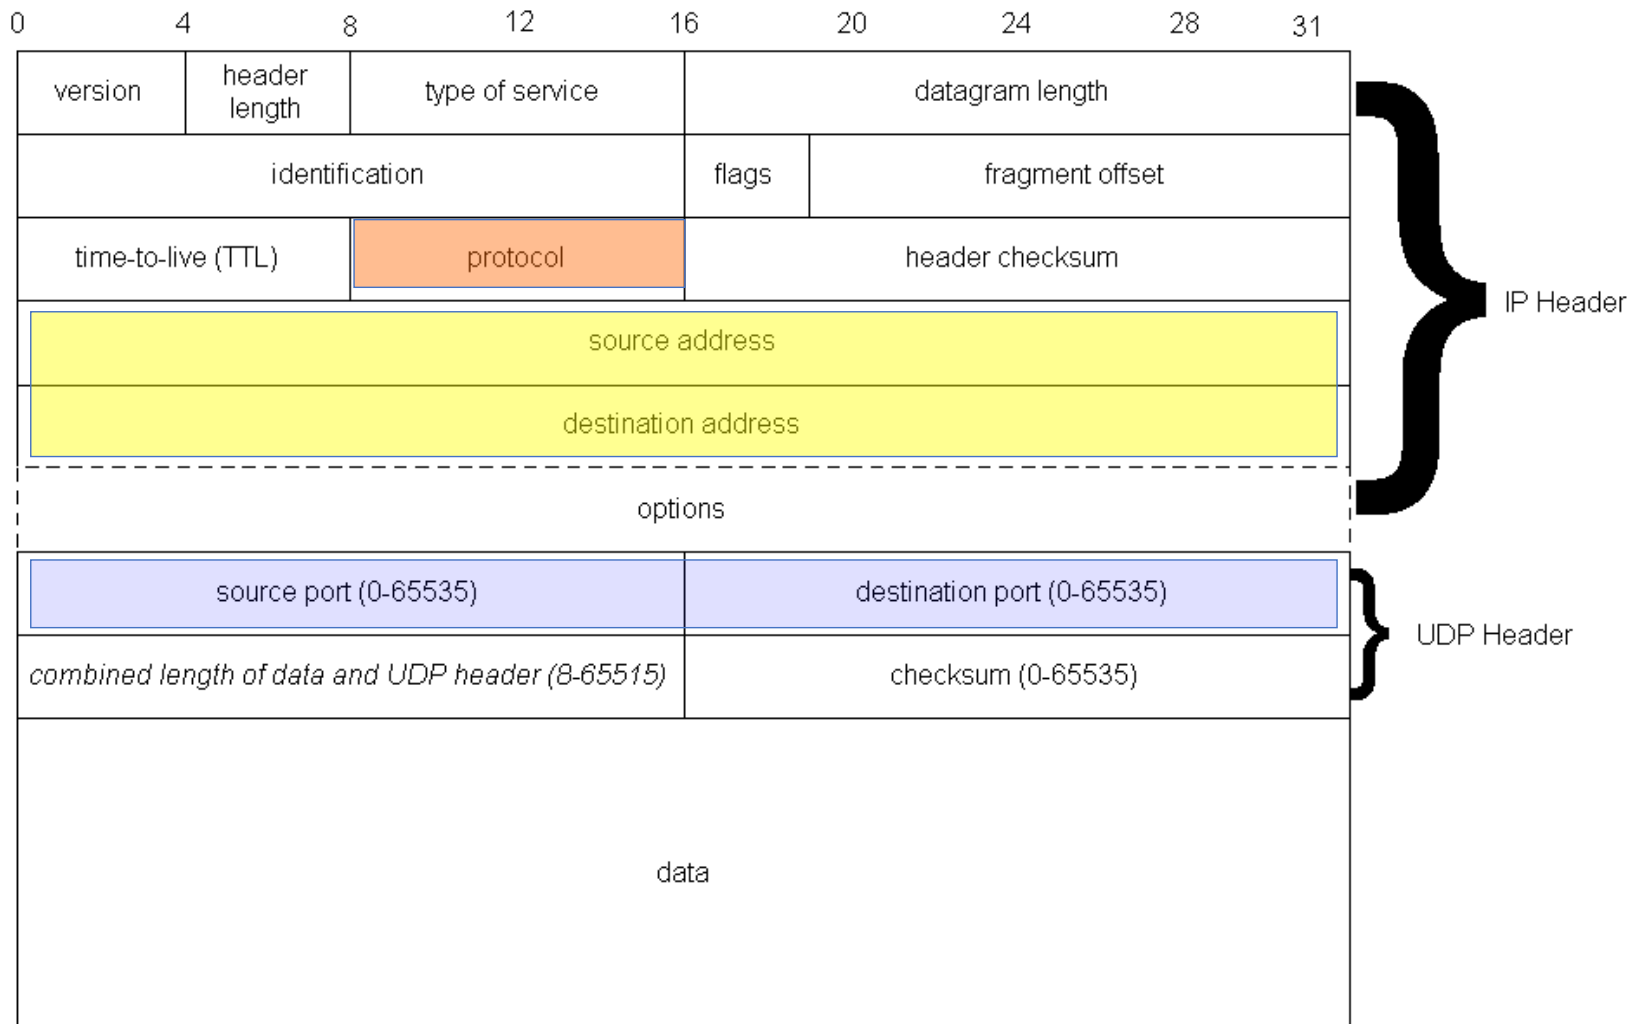 0 4 8 12 16 20 24 28 31
version header length type of service datagram length
identification flags fragment offset
time-to-live (TTL) protocol header checksum
IP Header
source address
destination address
options
source port (0-65535) destination port (0-65535)
UDP Header
combined length of data and UDP header (8-65515) checksum (0-65535)
data